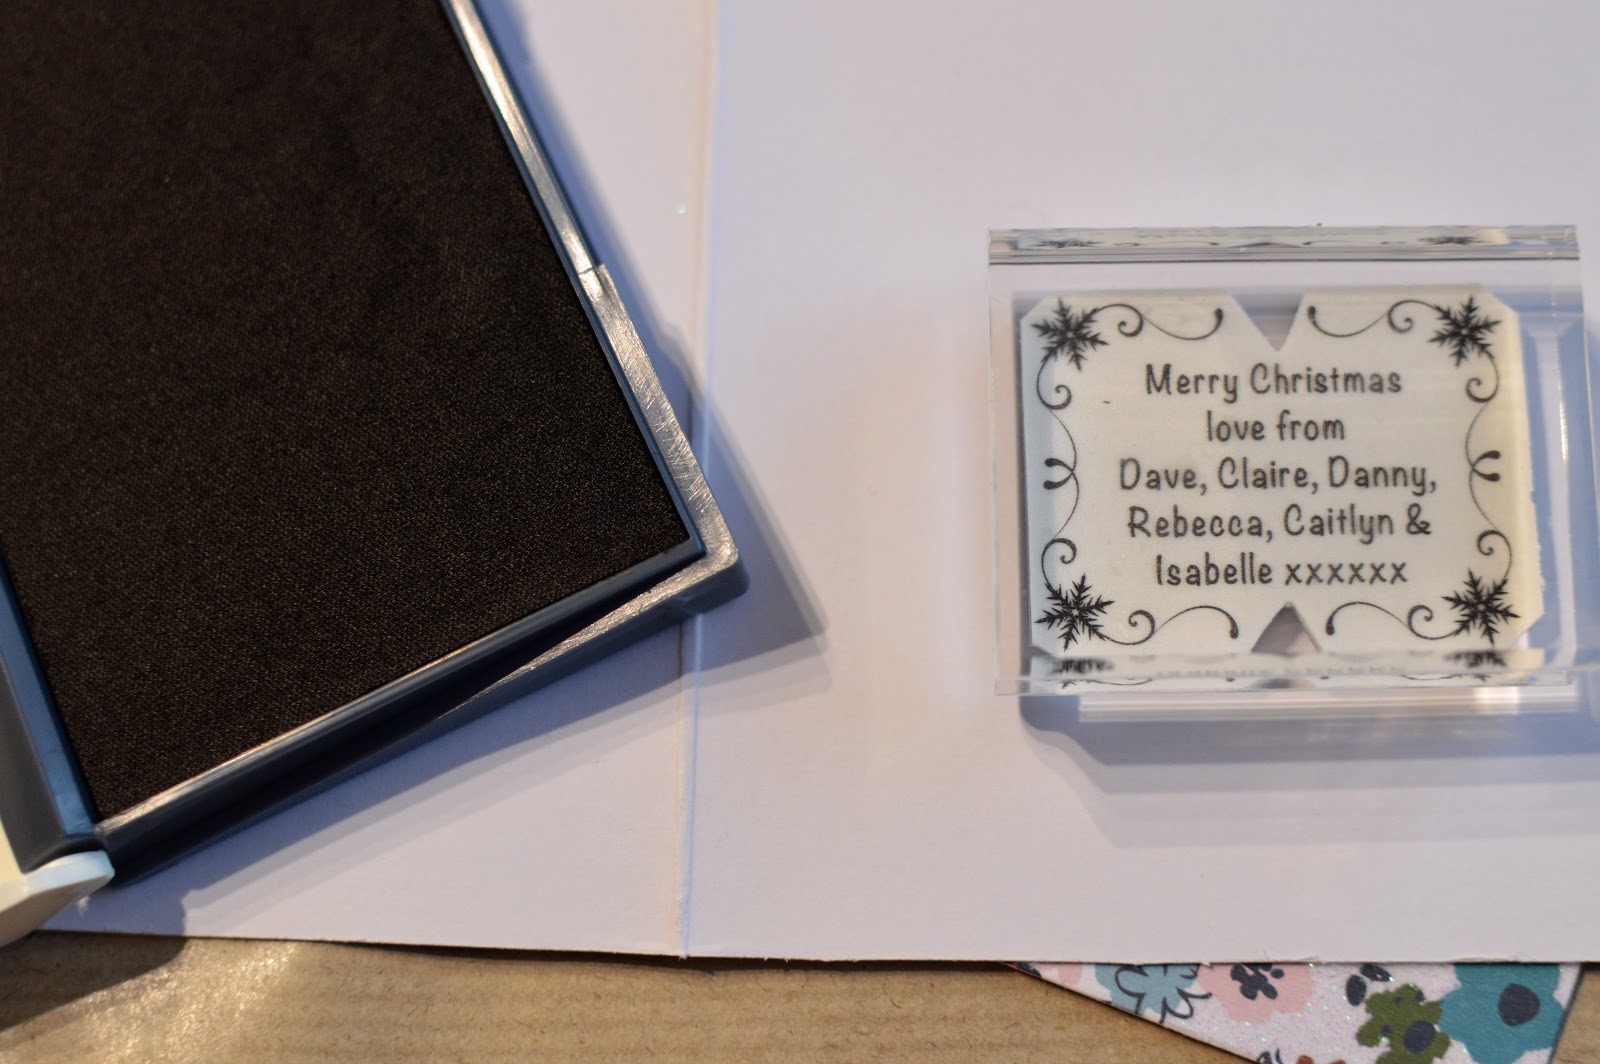 Merry Christmas
love from
Dave, Claire, Danny,
Rebecca, Caitlyn &
Isabelle xxxxxx